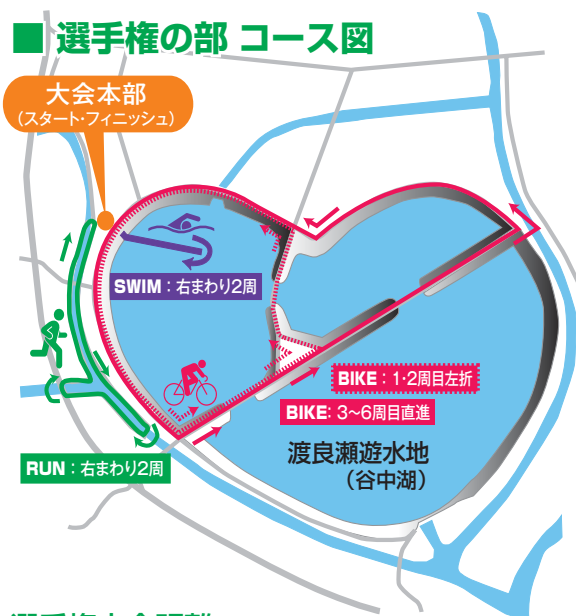 ■ 選手権の部 コース図
大会本部
(スタート・フィニッシュ)
SWIM：右まわり2周
BIKE：1・2周目左折
BIKE：3〜6周目直進
渡良瀬遊水地
（谷中湖）
RUN：右まわり2周